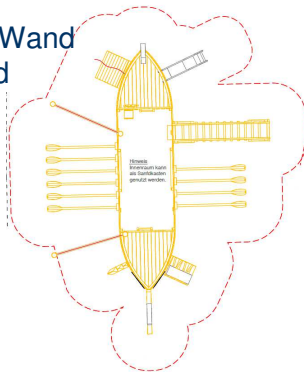 Wand
d
Hinweis
Innenraum kann
als Sandkasten
genutzt werden.